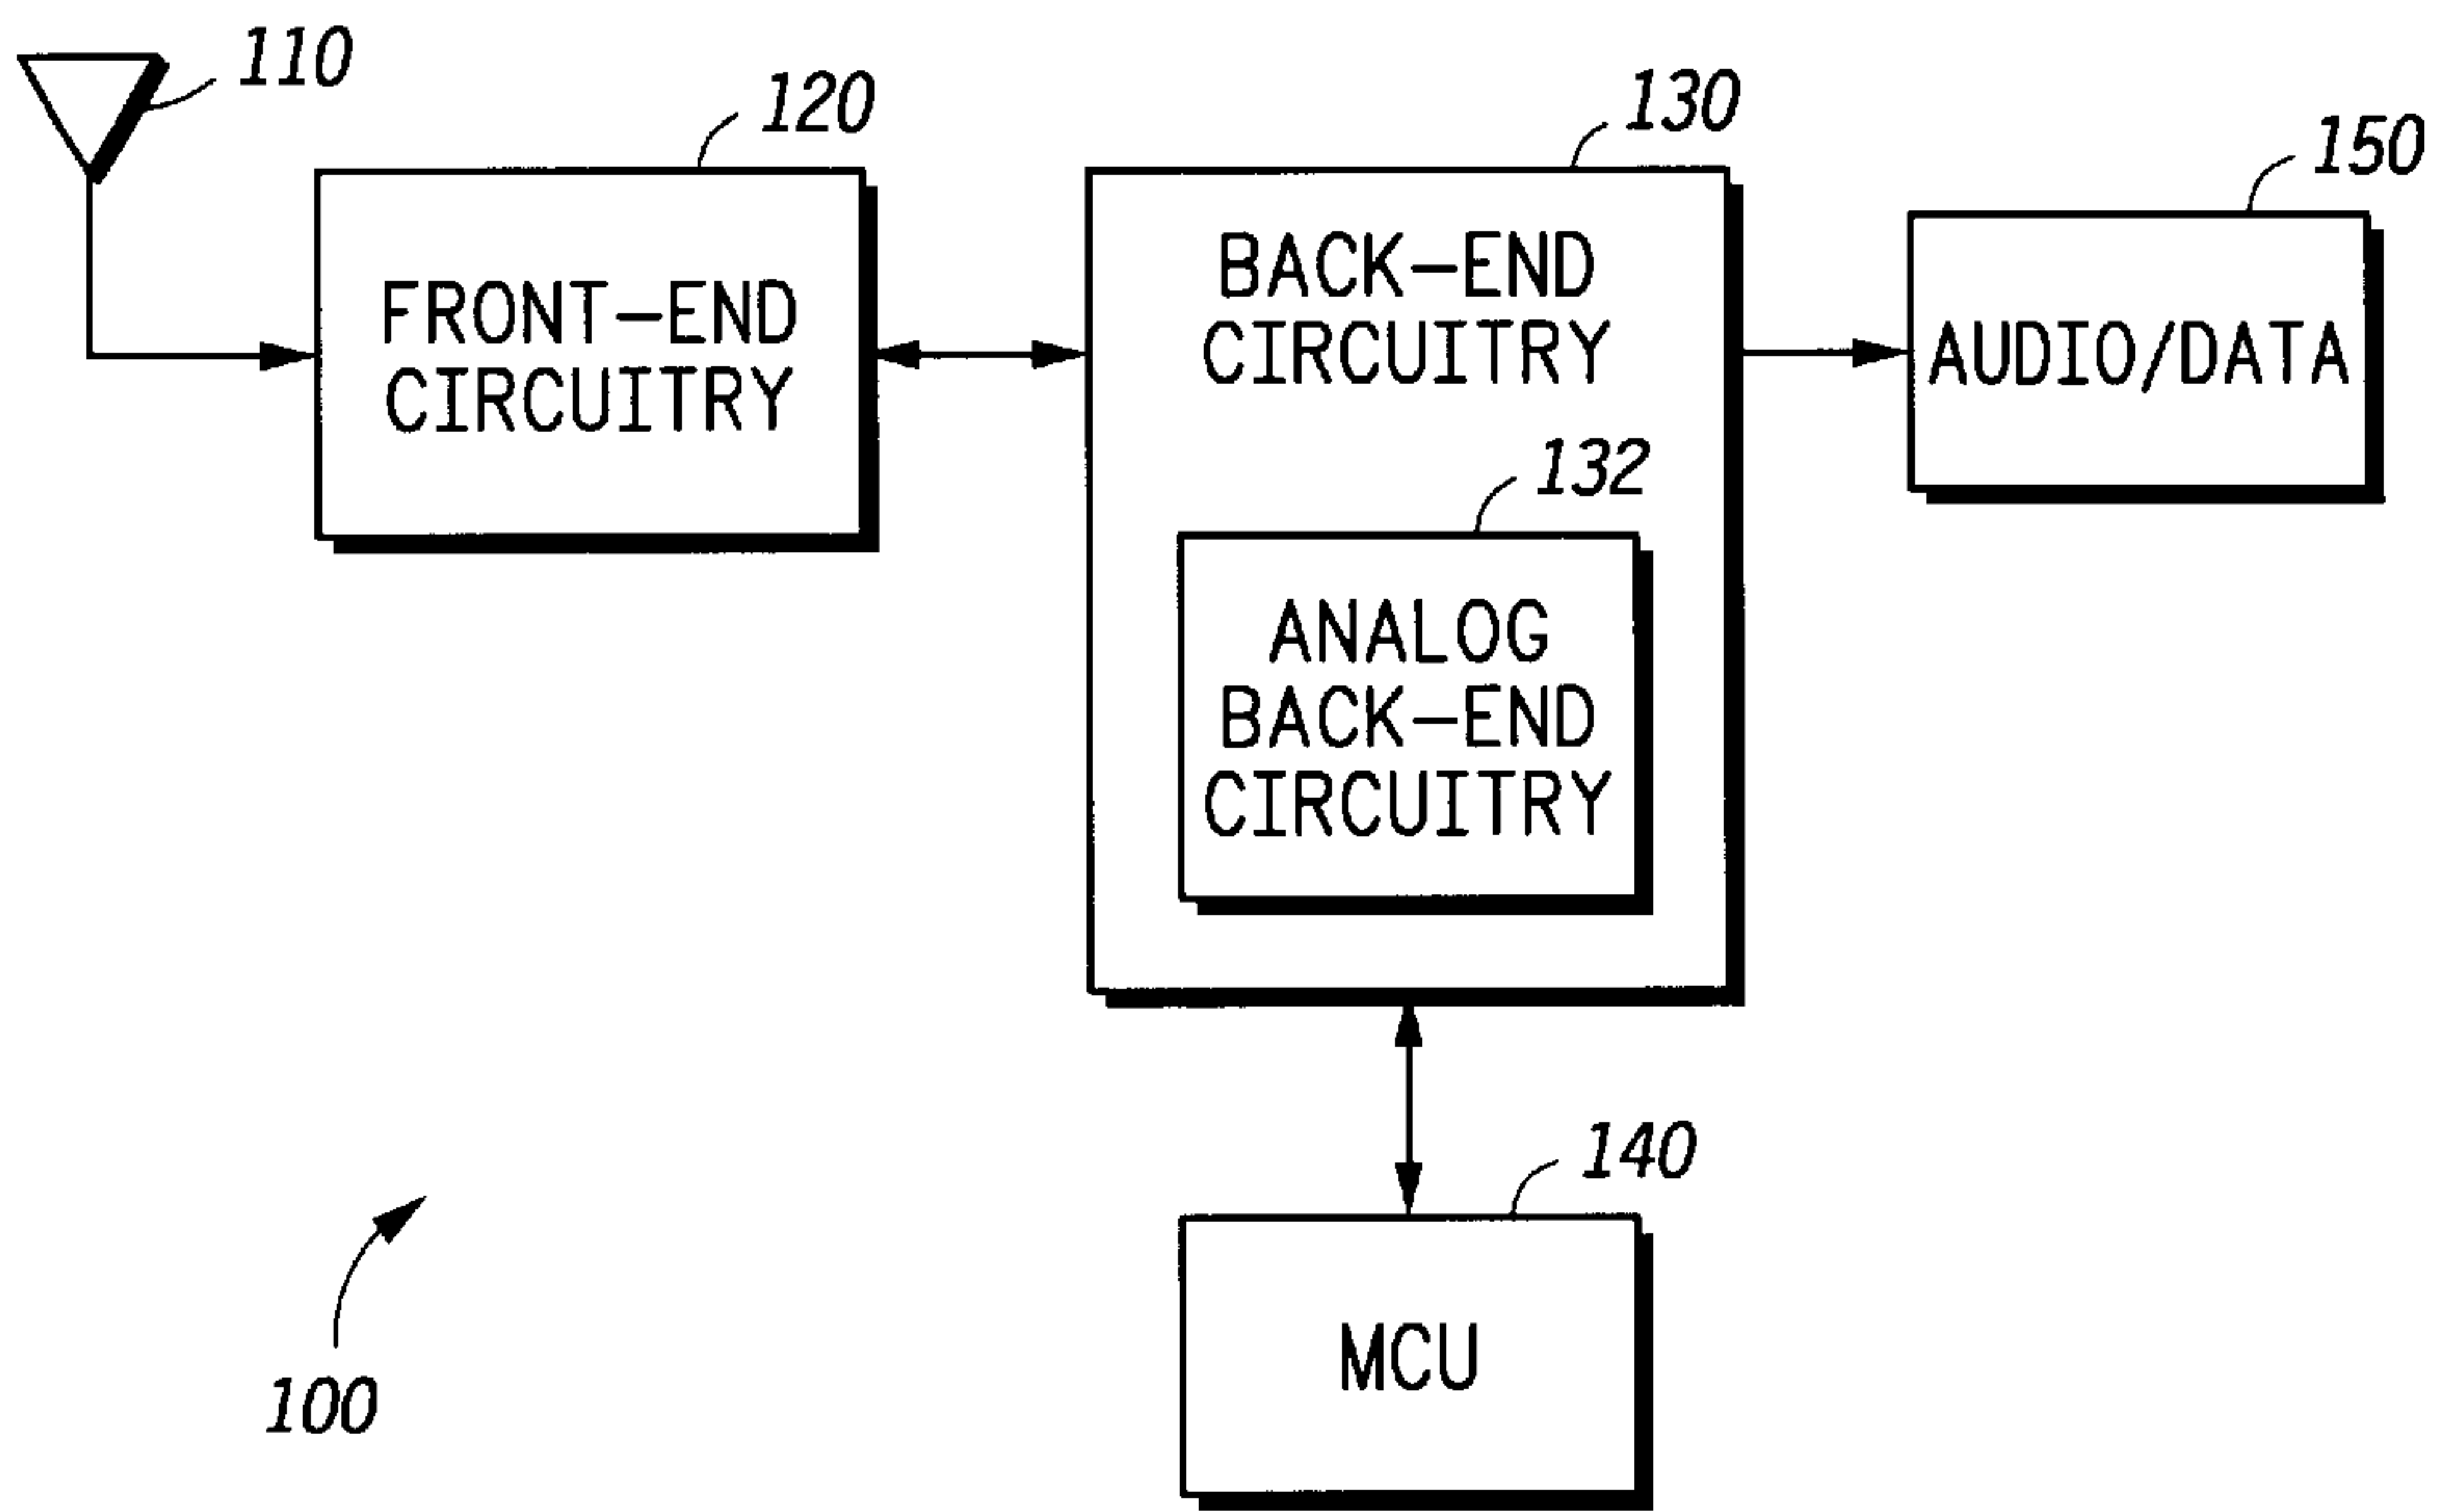 110
120
130
150
FRONT-END
CIRCUITRY
BACK-END
CIRCUITRY
AUDIO/DATA
132
ANALOG
BACK-END
CIRCUITRY
140
MCU
100